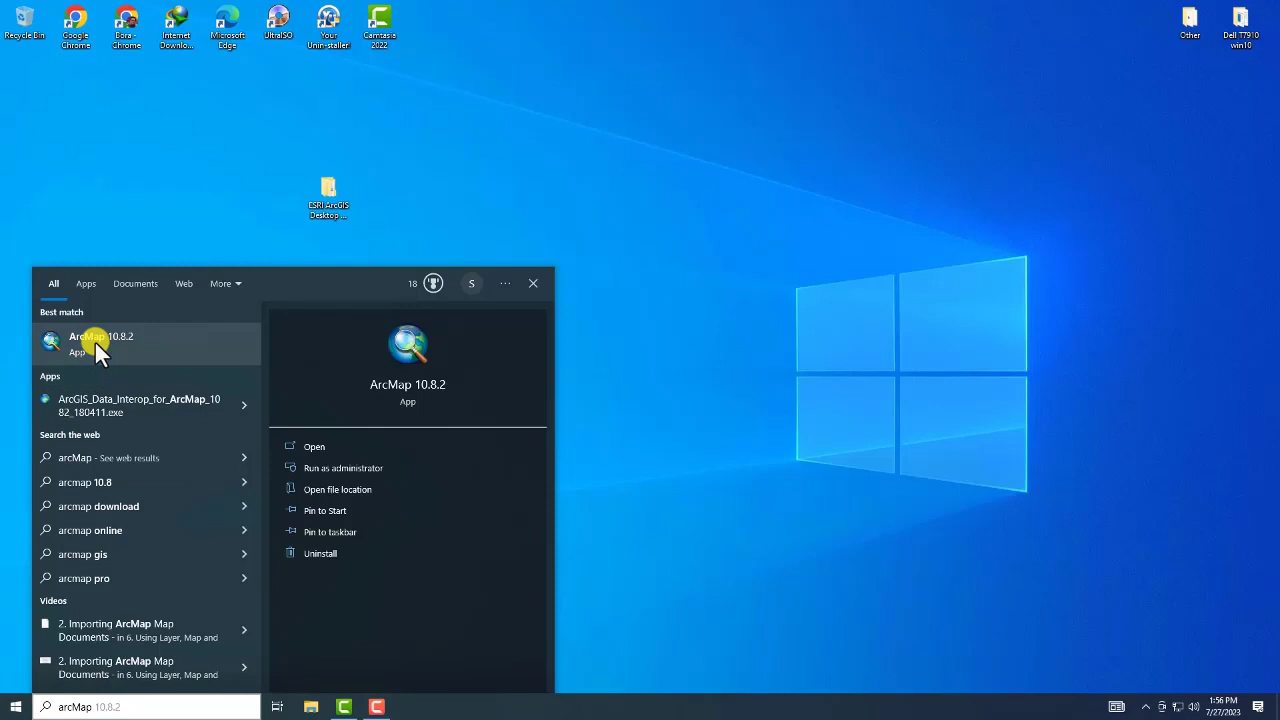 Recycle Bin
Google
Chrome
Bora -
Chrome
Internet
Downlo...
Microsoft
Edge
UltraISO
Your
Unin-staller
Camtasia
2022
Other
Dell T7910
win10
ESRI ArcGIS
Desktop ...
All Apps Documents Web More 18 S ...
Best match
ArcMap 10.8.2
App
Apps
ArcGIS_Data_Interop_for_ArcMap_10
82_180411.exe
Search the web
arcMap - See web results
arcmap 10.8
arcmap download
arcmap online
arcmap gis
arcmap pro
Videos
2. Importing ArcMap Map
Documents - in 6. Using Layer, Map and
2. Importing ArcMap Map
Documents - in 6. Using Layer, Map and
ArcMap 10.8.2
App
Open
Run as administrator
Open file location
Pin to Start
Pin to taskbar
Uninstall
arcMap 10.8.2
1:56 PM
7/27/2023